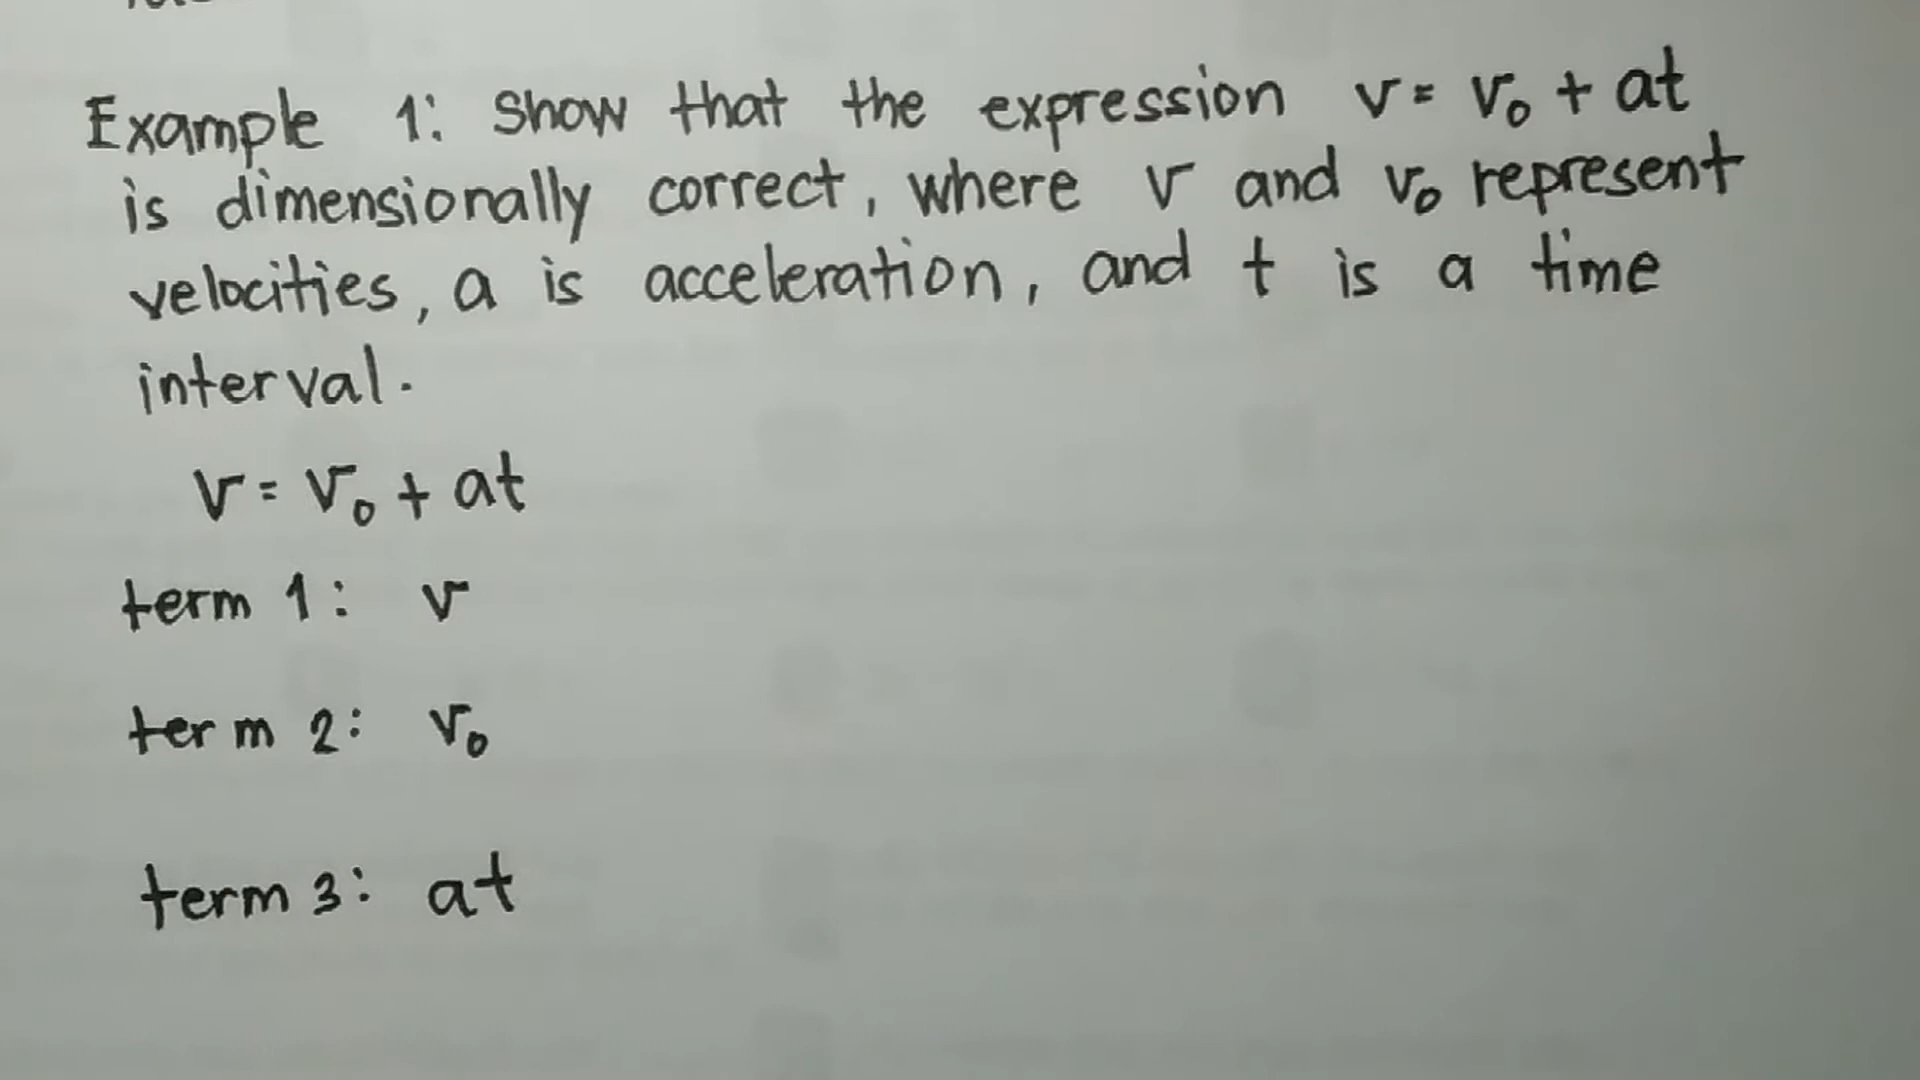 Example 1: Show that the expression v = v₀ + at
is dimensionally correct, where v and v₀ represent
velocities, a is acceleration, and t is a time
interval.
v = v₀ + at
term 1: v
term 2: v₀
term 3: at